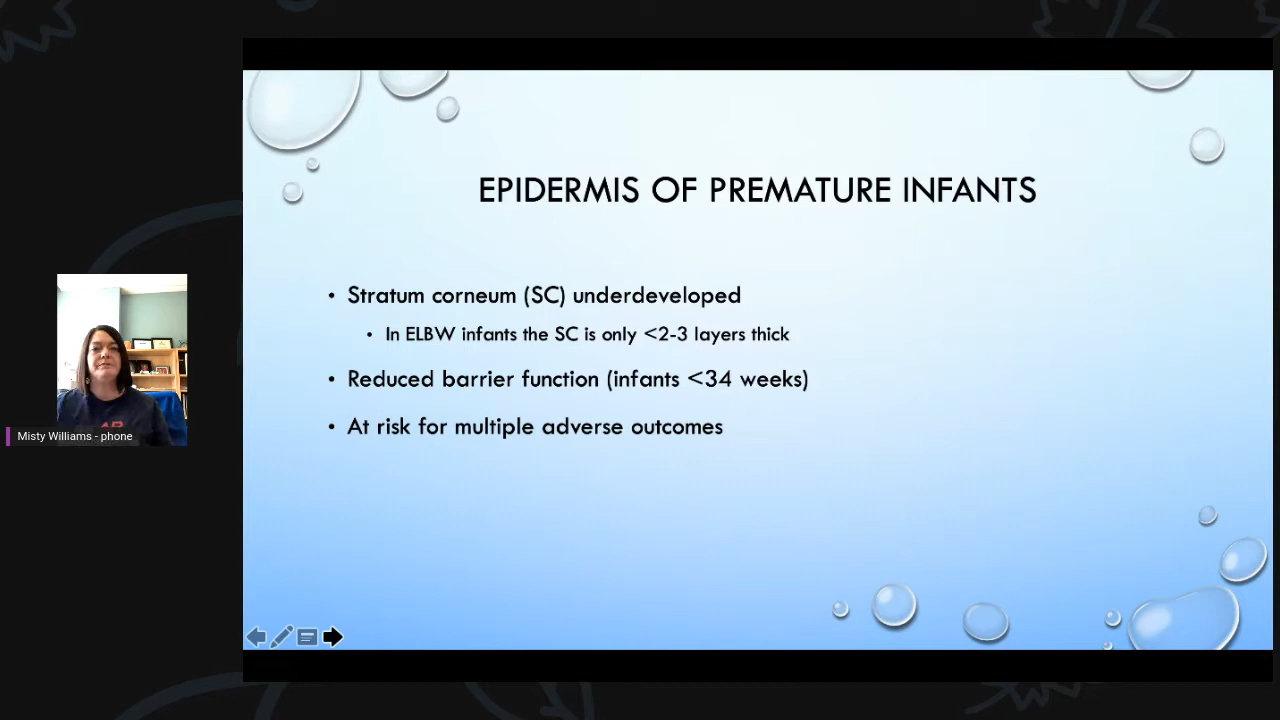 EPIDERMIS OF PREMATURE INFANTS
• Stratum corneum (SC) underdeveloped
• In ELBW infants the SC is only <2-3 layers thick
• Reduced barrier function (infants <34 weeks)
• At risk for multiple adverse outcomes
Misty Williams - phone